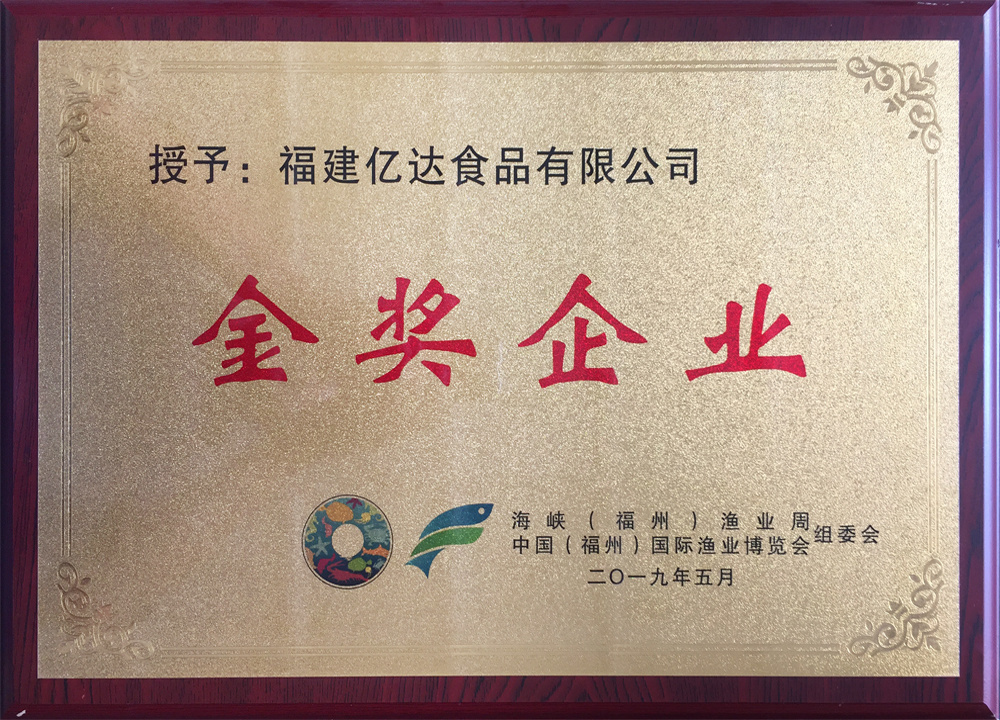 授予：福建亿达食品有限公司
金奖企业
海峡（福州）渔业周
中国（福州）国际渔业博览会组委会
二〇一九年五月